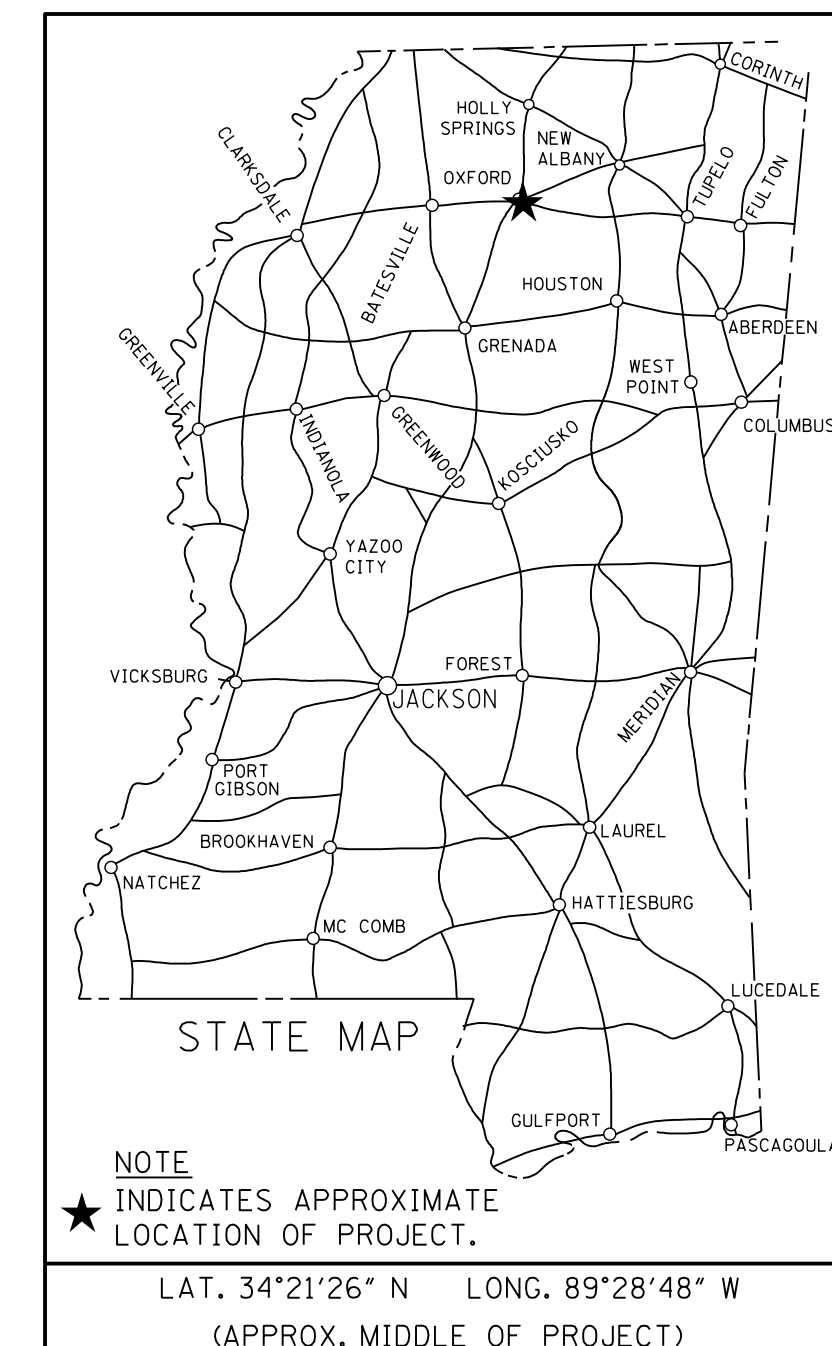 CORINTH
HOLLY
SPRINGS
NEW
ALBANY
CLARKSDALE
OXFORD
TUPELO
FULTON
BATESVILLE
HOUSTON
ABERDEEN
GREENVILLE
GRENADA
WEST
POINT
COLUMBUS
INDIANOLA
GREENWOOD
KOSCIUSKO
YAZOO
CITY
FOREST
VICKSBURG
JACKSON
MERIDIAN
PORT
GIBSON
BROOKHAVEN
LAUREL
NATCHEZ
HATTIESBURG
MC COMB
LUCEDALE
STATE MAP
GULFPORT
PASCAGOULA
NOTE
INDICATES APPROXIMATE
LOCATION OF PROJECT.
LAT. 34°21'26" N LONG. 89°28'48" W
(APPROX. MIDDLE OF PROJECT)